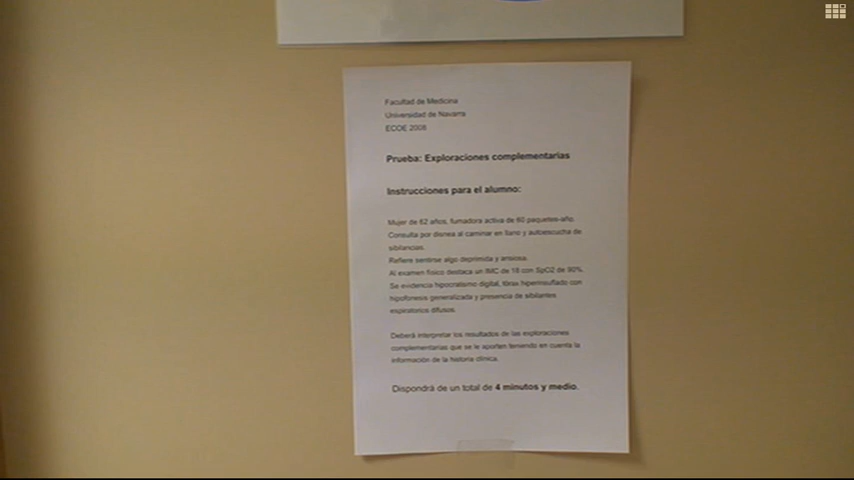 Facultad de Medicina
Universidad de Navarra
ECOE 2008
Prueba: Exploraciones complementarias
Instrucciones para el alumno:
Mujer de 62 años, fumadora activa de 60 paquetes-año.
Consulta por disnea al caminar en llano y autoescucha de
sibilancias.
Refiere sentirse algo deprimida y ansiosa.
Al examen físico destaca un IMC de 18 con SpO2 de 90%.
Se evidencia hipocratismo digital, tórax hiperinsuflado con
hipofonesis generalizada y presencia de sibilantes
espiratorios difusos.
Deberá interpretar los resultados de las exploraciones
complementarias que se le aporten teniendo en cuenta la
información de la historia clínica.
Dispondrá de un total de 4 minutos y medio.